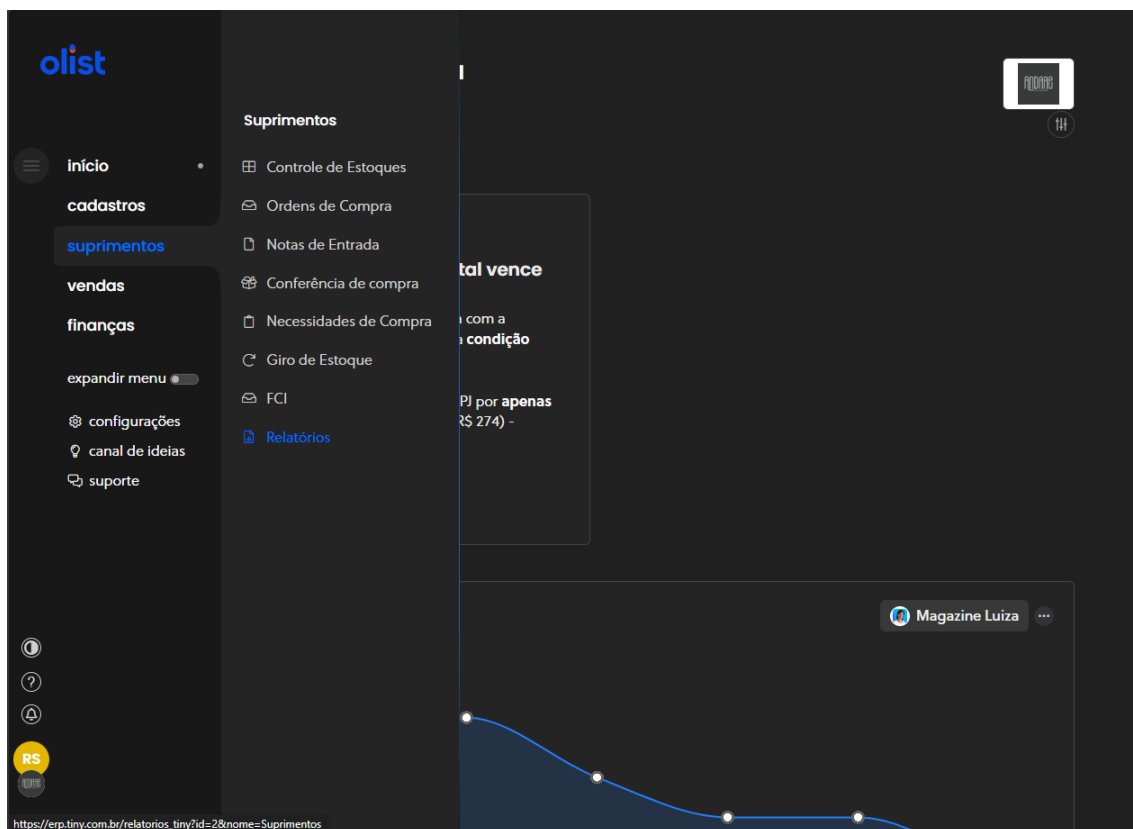 olist
Suprimentos
início
cadastros
suprimentos
vendas
finanças
expandir menu
configurações
canal de ideias
suporte
Controle de Estoques
Ordens de Compra
Notas de Entrada
Conferência de compra
Necessidades de Compra
Giro de Estoque
FCI
Relatórios
tal vence
com a
condição
PJ por apenas
R$ 274) -
Magazine Luiza
RS
https://erp.tiny.com.br/relatorios_tiny?id=2&nome=Suprimentos